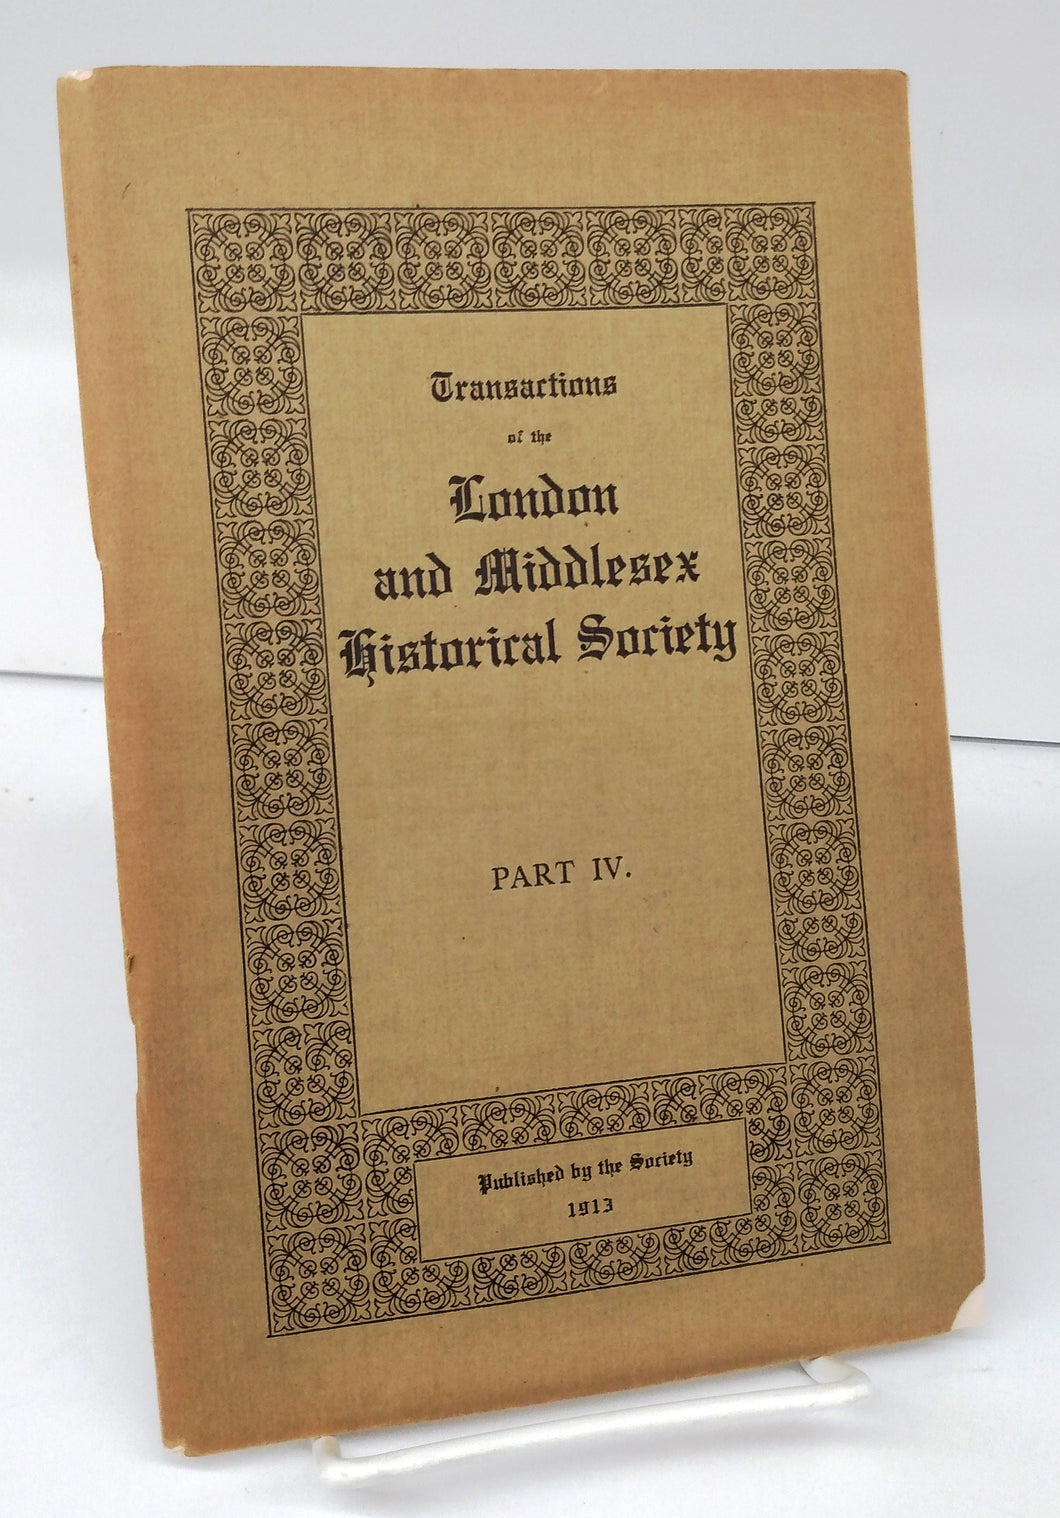 Transactions
of the
London
and Middlesex
Historical Society
PART IV.
Published by the Society
1913